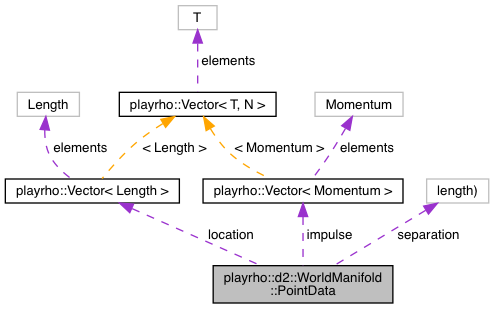 T
elements
Length
playrho::Vector< T, N >
Momentum
elements
< Length >
< Momentum >
elements
playrho::Vector< Length >
playrho::Vector< Momentum >
length)
location
impulse
separation
playrho::d2::WorldManifold
::PointData